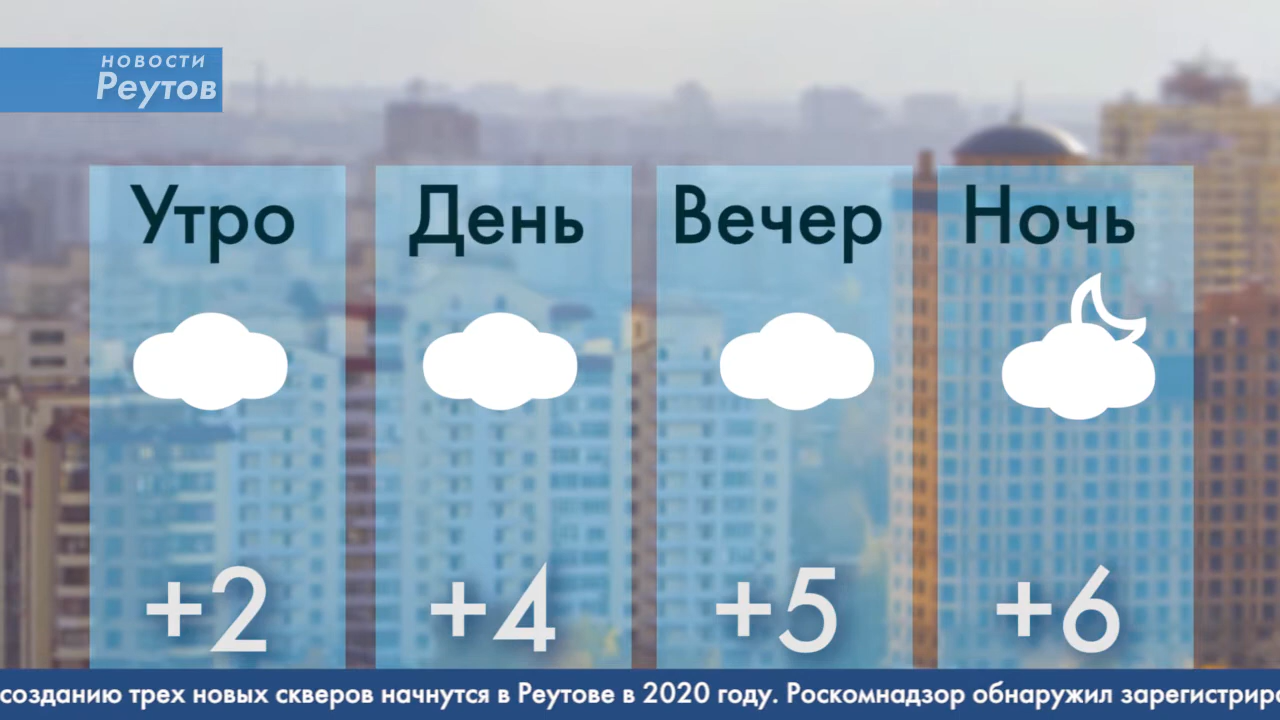 НОВОСТИ
Реутов
Утро День Вечер Ночь
+2 +4 +5 +6
созданию трех новых скверов начнутся в Реутове в 2020 году. Роскомнадзор обнаружил